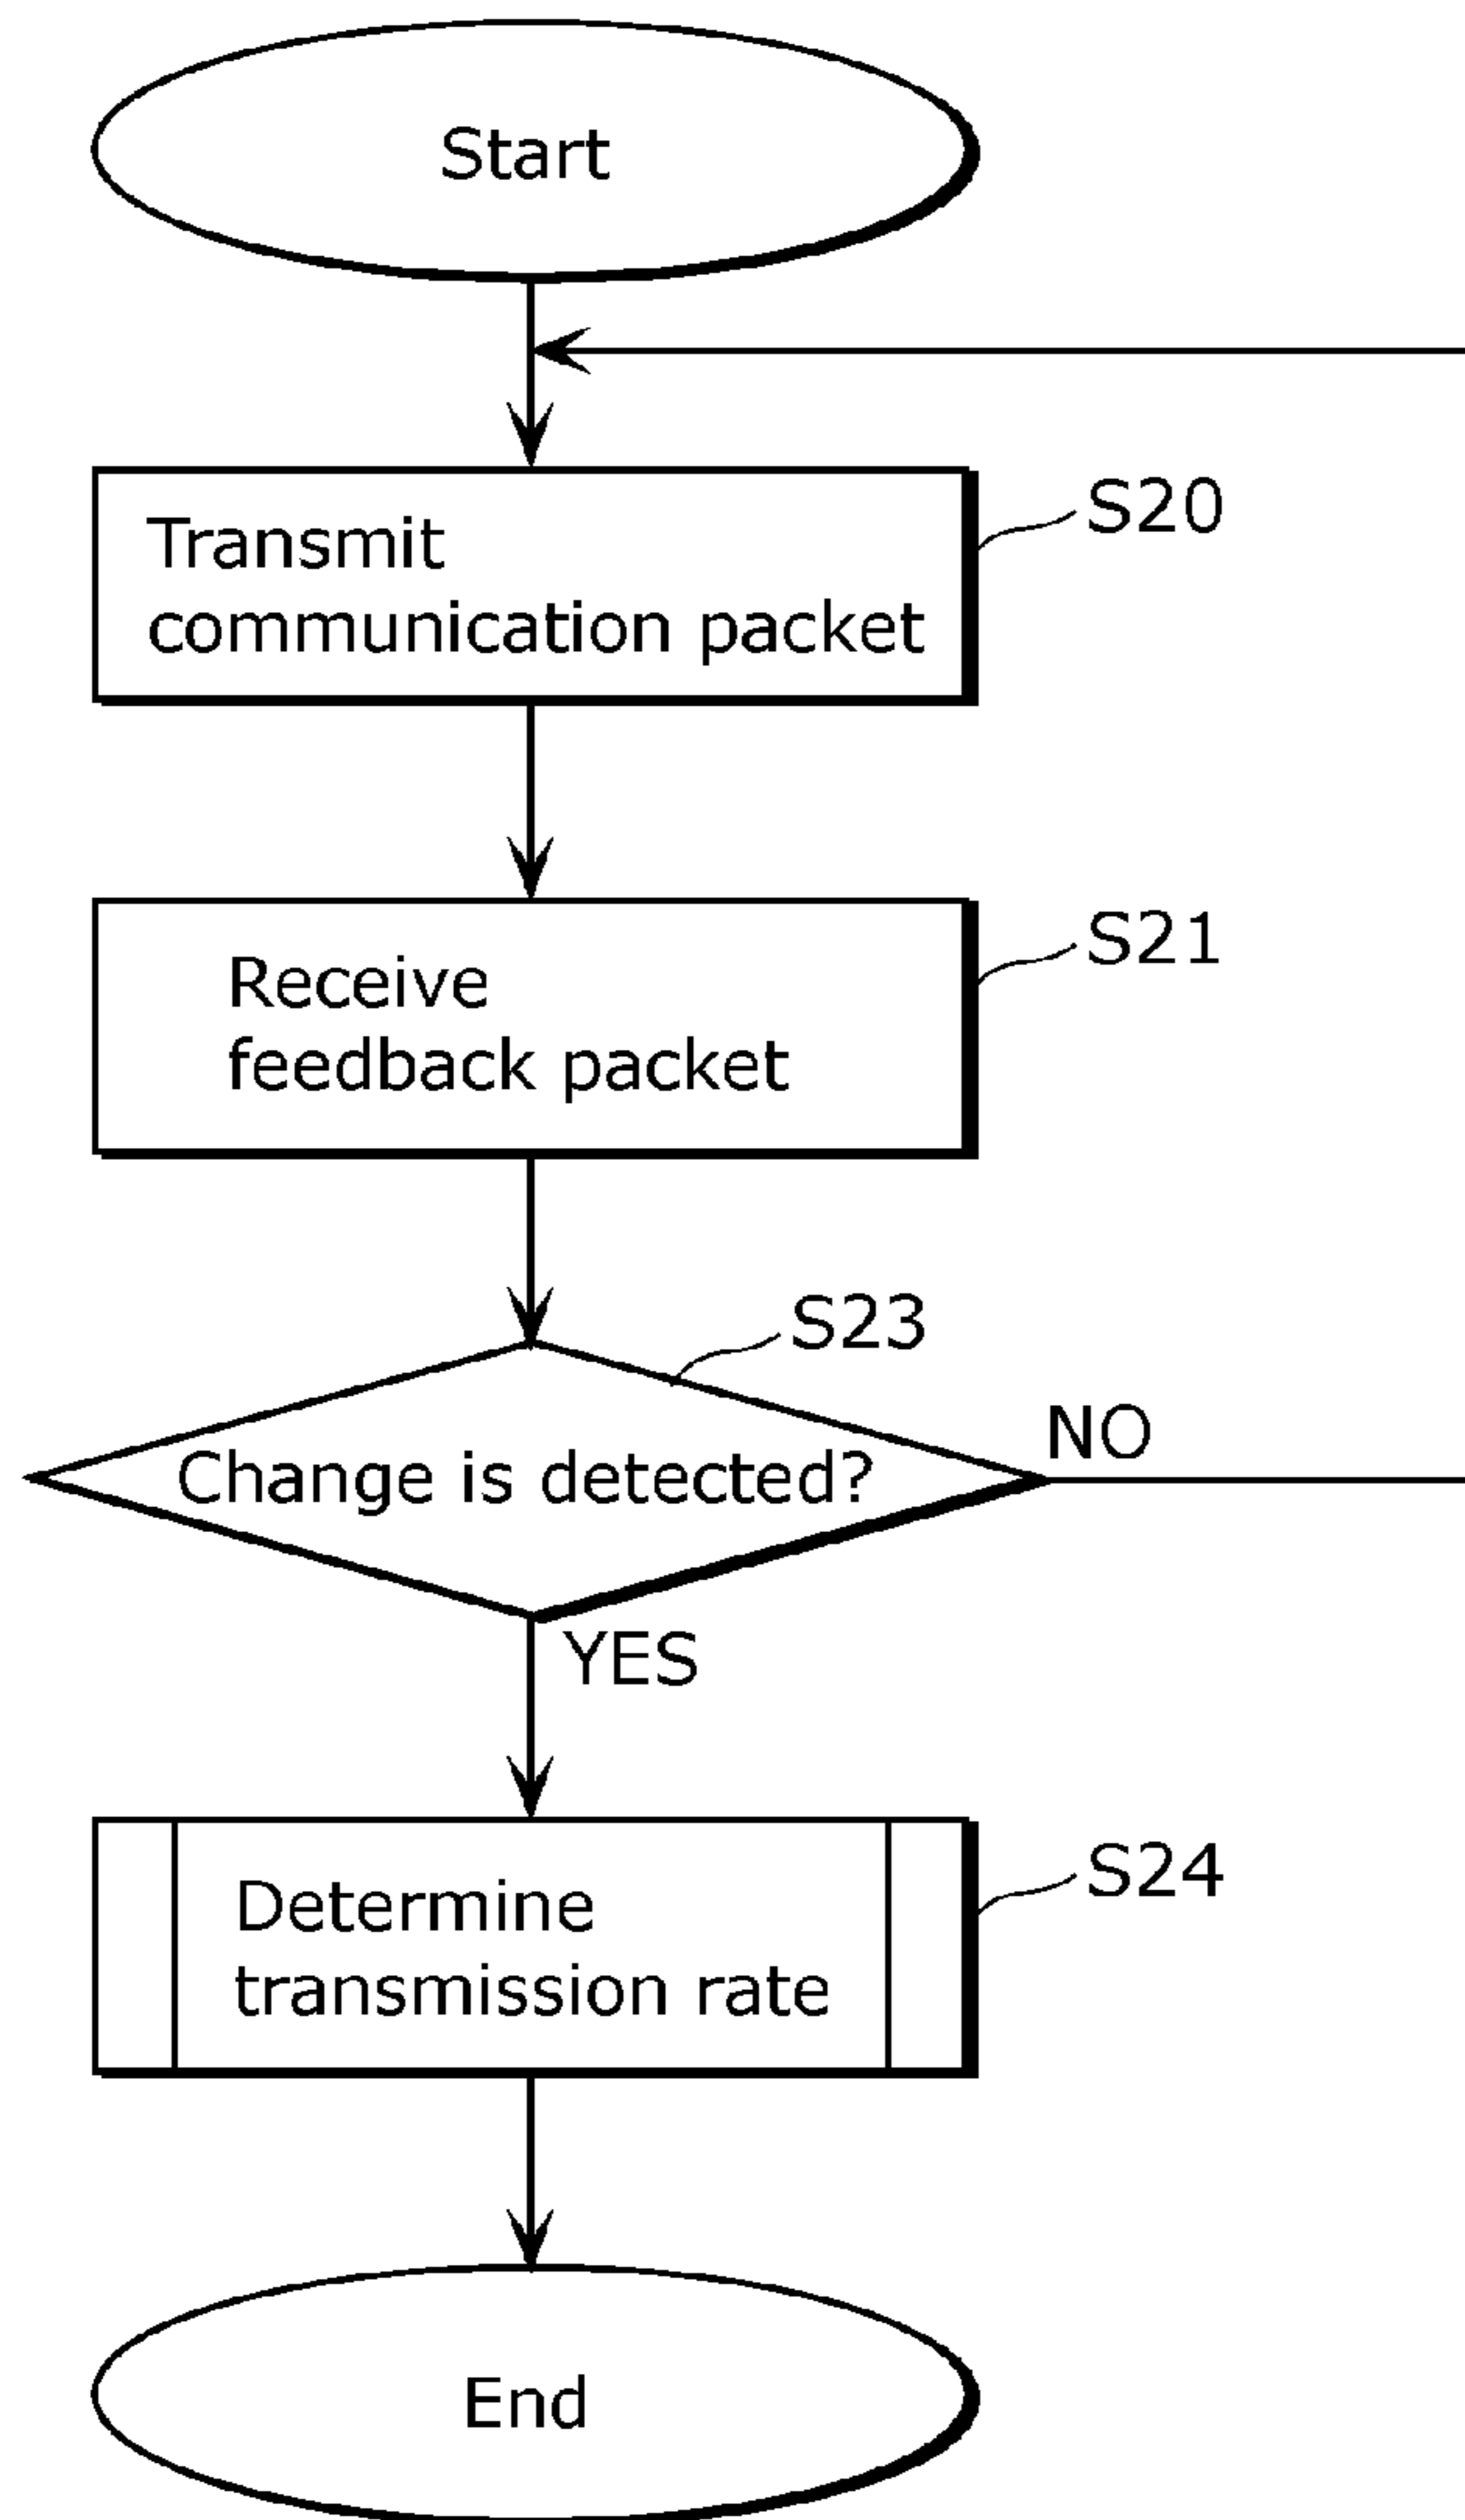 Start
S20
Transmit
communication packet
S21
Receive
feedback packet
S23
Change is detected?
NO
YES
S24
Determine
transmission rate
End